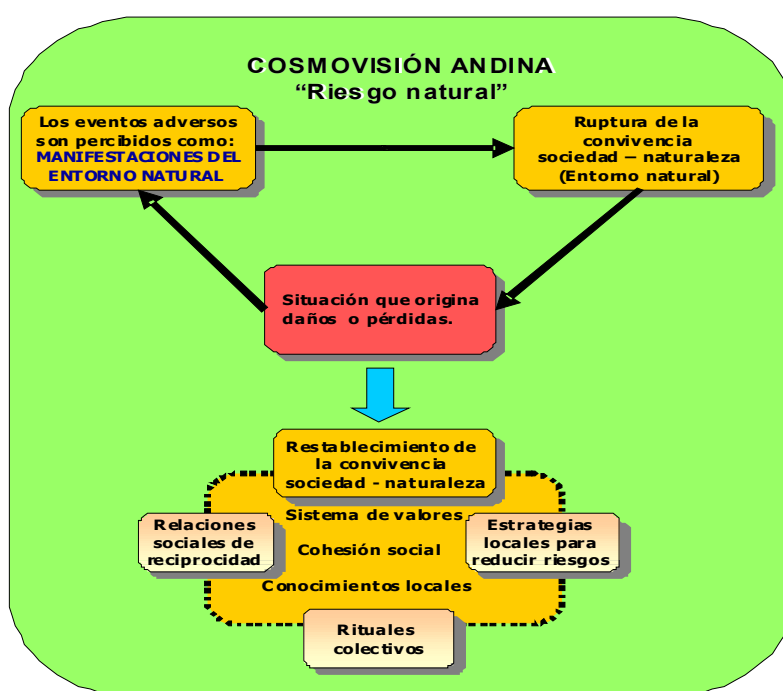 COSMOVISIÓN ANDINA
“Riesgo natural”
Los eventos adversos
son percibidos como:
MANIFESTACIONES DEL
ENTORNO NATURAL
Ruptura de la
convivencia
sociedad – naturaleza
(Entorno natural)
Situación que origina
daños o pérdidas.
Restablecimiento de
la convivencia
sociedad - naturaleza
Sistema de valores
Relaciones
sociales de
reciprocidad
Cohesión social
Estrategias
locales para
reducir riesgos
Conocimientos locales
Rituales
colectivos